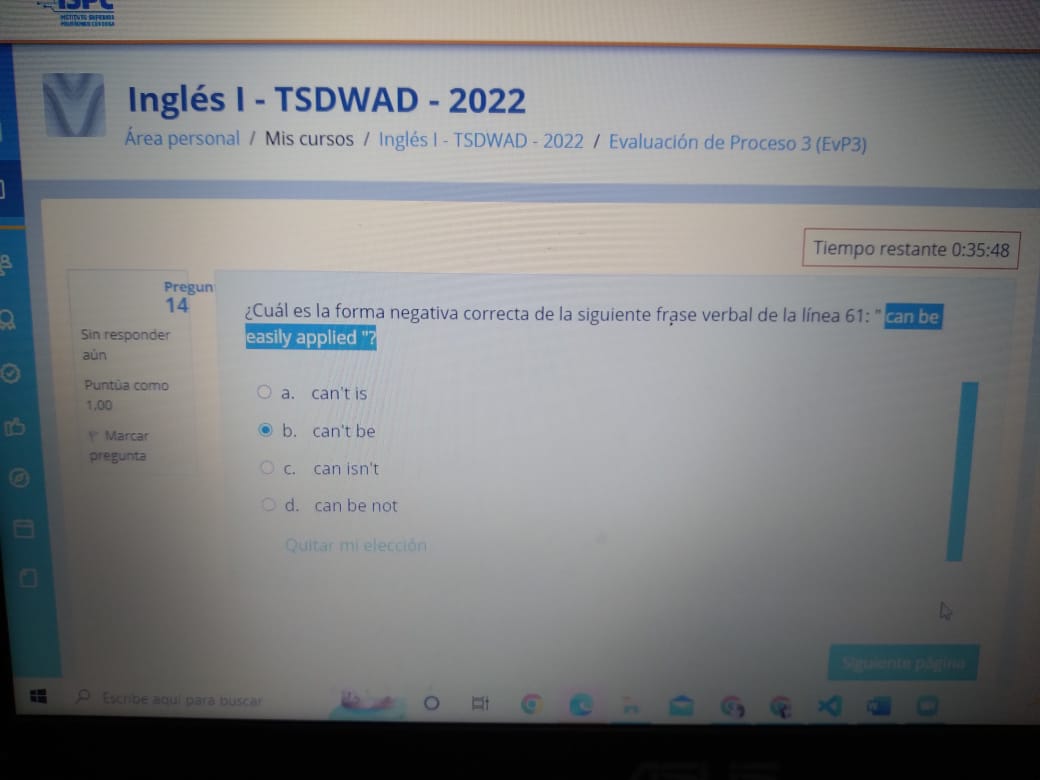 ISPC
INSTITUTO SUPERIOR
POLITÉCNICO CÓRDOBA
Inglés I - TSDWAD - 2022
Área personal / Mis cursos / Inglés I - TSDWAD - 2022 / Evaluación de Proceso 3 (EvP3)
Tiempo restante 0:35:48
Pregun
14
Sin responder
aún
Puntúa como
1,00
Marcar
pregunta
¿Cuál es la forma negativa correcta de la siguiente frase verbal de la línea 61: " can be
easily applied "?
a. can't is
b. can't be
c. can isn't
d. can be not
Quitar mi elección
Siguiente página
Escribe aquí para buscar